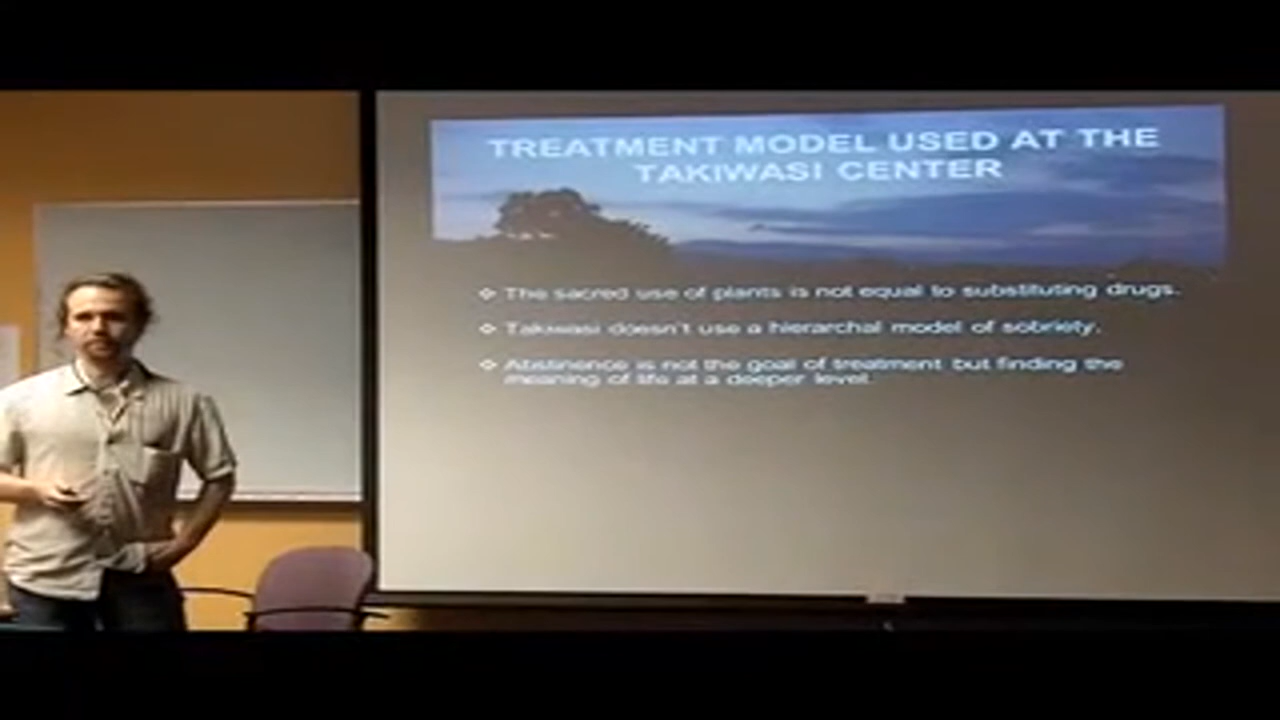 TREATMENT MODEL USED AT THE
TAKIWASI CENTER
The sacred use of plants is not equal to substituting drugs.
Takiwasi doesn't use a hierarchal model of sobriety.
Abstinence is not the goal of treatment but finding the
meaning of life at a deeper level.